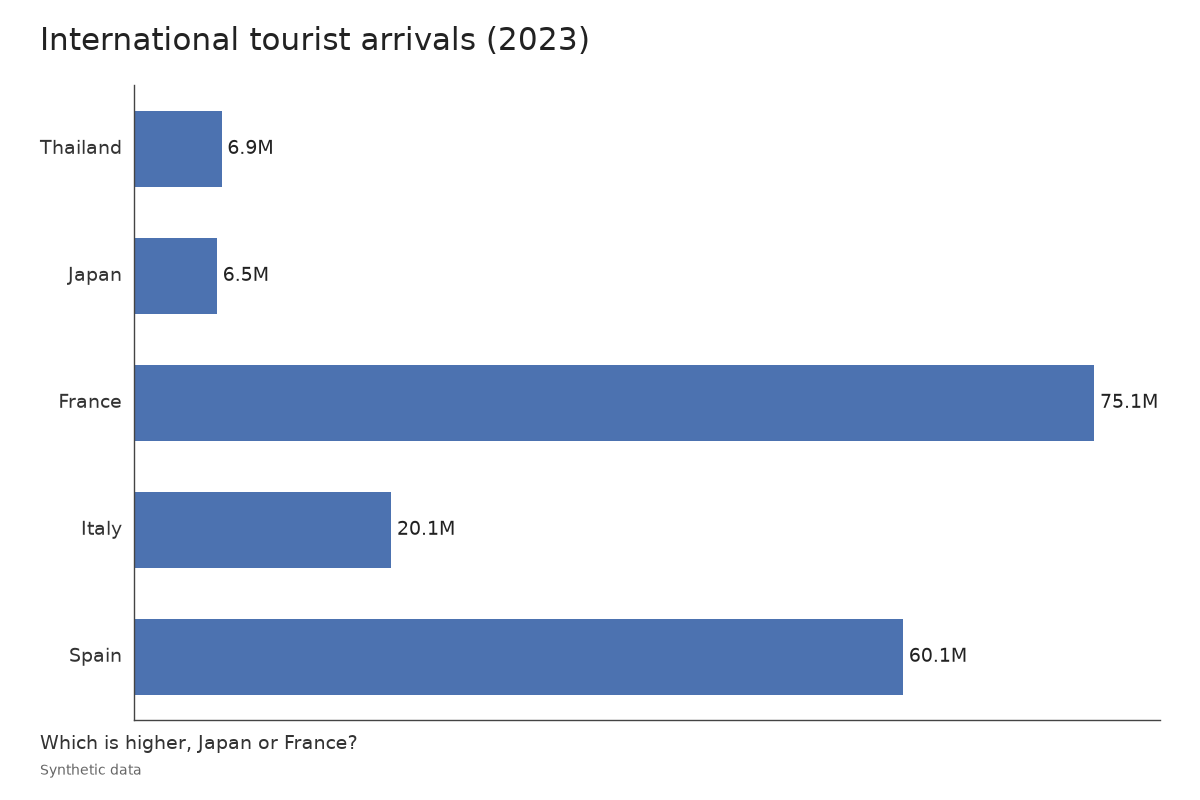 International tourist arrivals (2023)
Thailand 6.9M
Japan 6.5M
France 75.1M
Italy 20.1M
Spain 60.1M
Which is higher, Japan or France?
Synthetic data